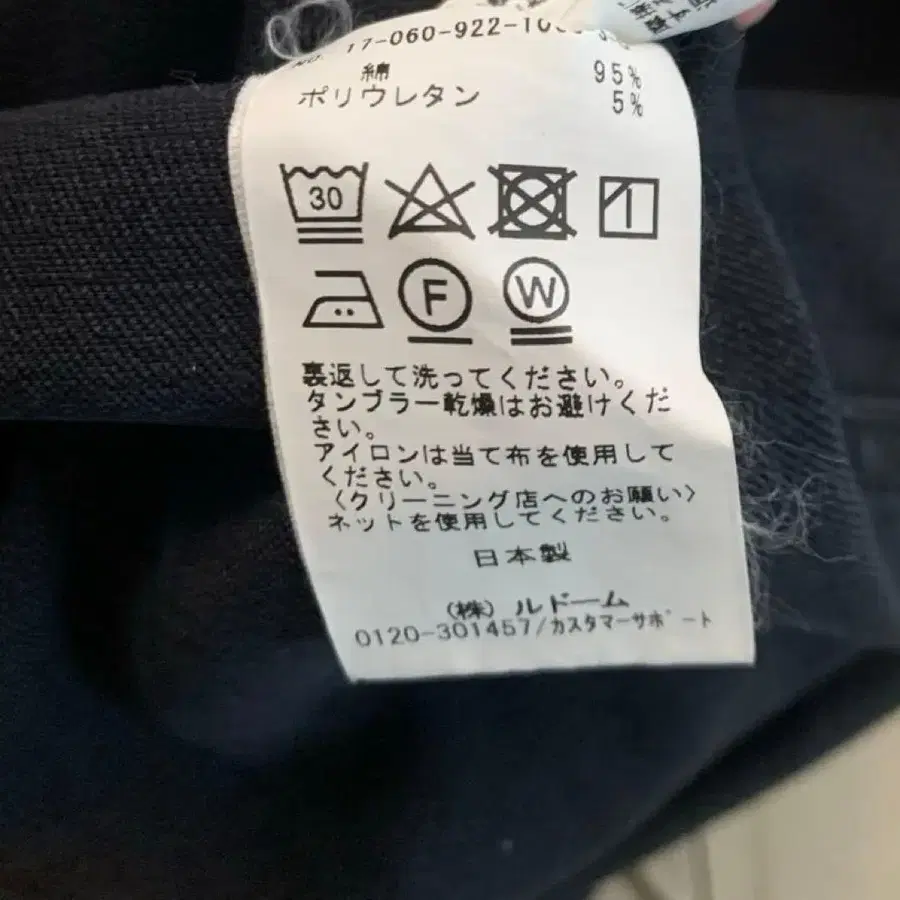 17-060-922-10
綿 95%
ポリウレタン 5%
30
F W
裏返して洗ってください。
タンブラー乾燥はお避けくだ
さい。
アイロンは当て布を使用して
ください。
〈クリーニング店へのお願い〉
ネットを使用してください。
日本製
(株) ルドーム
0120-301457/カスタマーサポート